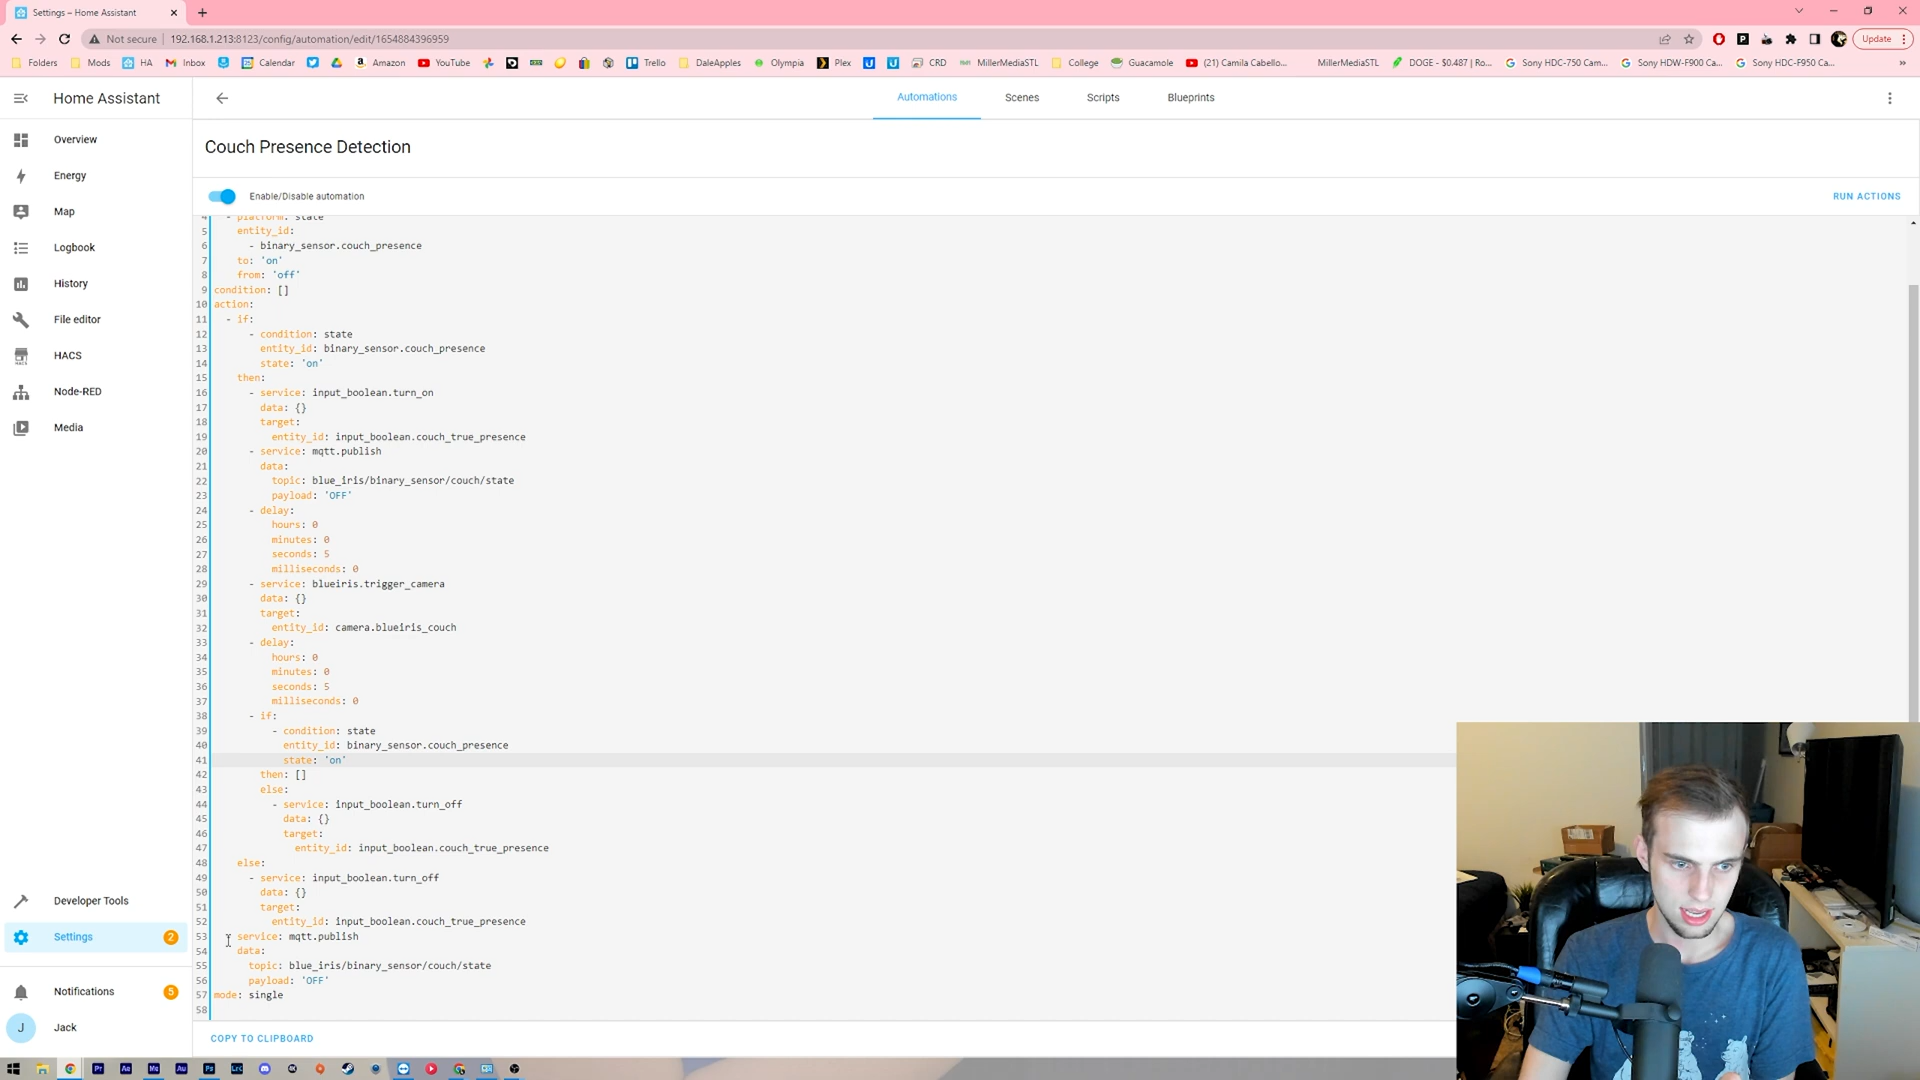 Settings – Home Assistant
Not secure
192.168.1.213:8123/config/automation/edit/1654884396959
Update
Folders
Mods
HA
Inbox
Calendar
Amazon
YouTube
Trello
DaleApples
Olympia
Plex
CRD
MillerMediaSTL
College
Guacamole
(21) Camila Cabello...
MillerMediaSTL
DOGE - $0.487 | Ro...
Sony HDC-750 Cam...
Sony HDW-F900 Ca...
Sony HDC-F950 Ca...
Home Assistant
Automations
Scenes
Scripts
Blueprints
Overview
Energy
Map
Logbook
History
File editor
HACS
Node-RED
Media
Developer Tools
Settings
2
Notifications
5
J
Jack
Couch Presence Detection
Enable/Disable automation
RUN ACTIONS
4 - platform: state
5 entity_id:
6 - binary_sensor.couch_presence
7 to: 'on'
8 from: 'off'
9 condition: []
10 action:
11 - if:
12 - condition: state
13 entity_id: binary_sensor.couch_presence
14 state: 'on'
15 then:
16 - service: input_boolean.turn_on
17 data: {}
18 target:
19 entity_id: input_boolean.couch_true_presence
20 - service: mqtt.publish
21 data:
22 topic: blue_iris/binary_sensor/couch/state
23 payload: 'OFF'
24 - delay:
25 hours: 0
26 minutes: 0
27 seconds: 5
28 milliseconds: 0
29 - service: blueiris.trigger_camera
30 data: {}
31 target:
32 entity_id: camera.blueiris_couch
33 - delay:
34 hours: 0
35 minutes: 0
36 seconds: 5
37 milliseconds: 0
38 - if:
39 - condition: state
40 entity_id: binary_sensor.couch_presence
41 state: 'on'
42 then: []
43 else:
44 - service: input_boolean.turn_off
45 data: {}
46 target:
47 entity_id: input_boolean.couch_true_presence
48 else:
49 - service: input_boolean.turn_off
50 data: {}
51 target:
52 entity_id: input_boolean.couch_true_presence
53 service: mqtt.publish
54 data:
55 topic: blue_iris/binary_sensor/couch/state
56 payload: 'OFF'
57 mode: single
58
COPY TO CLIPBOARD